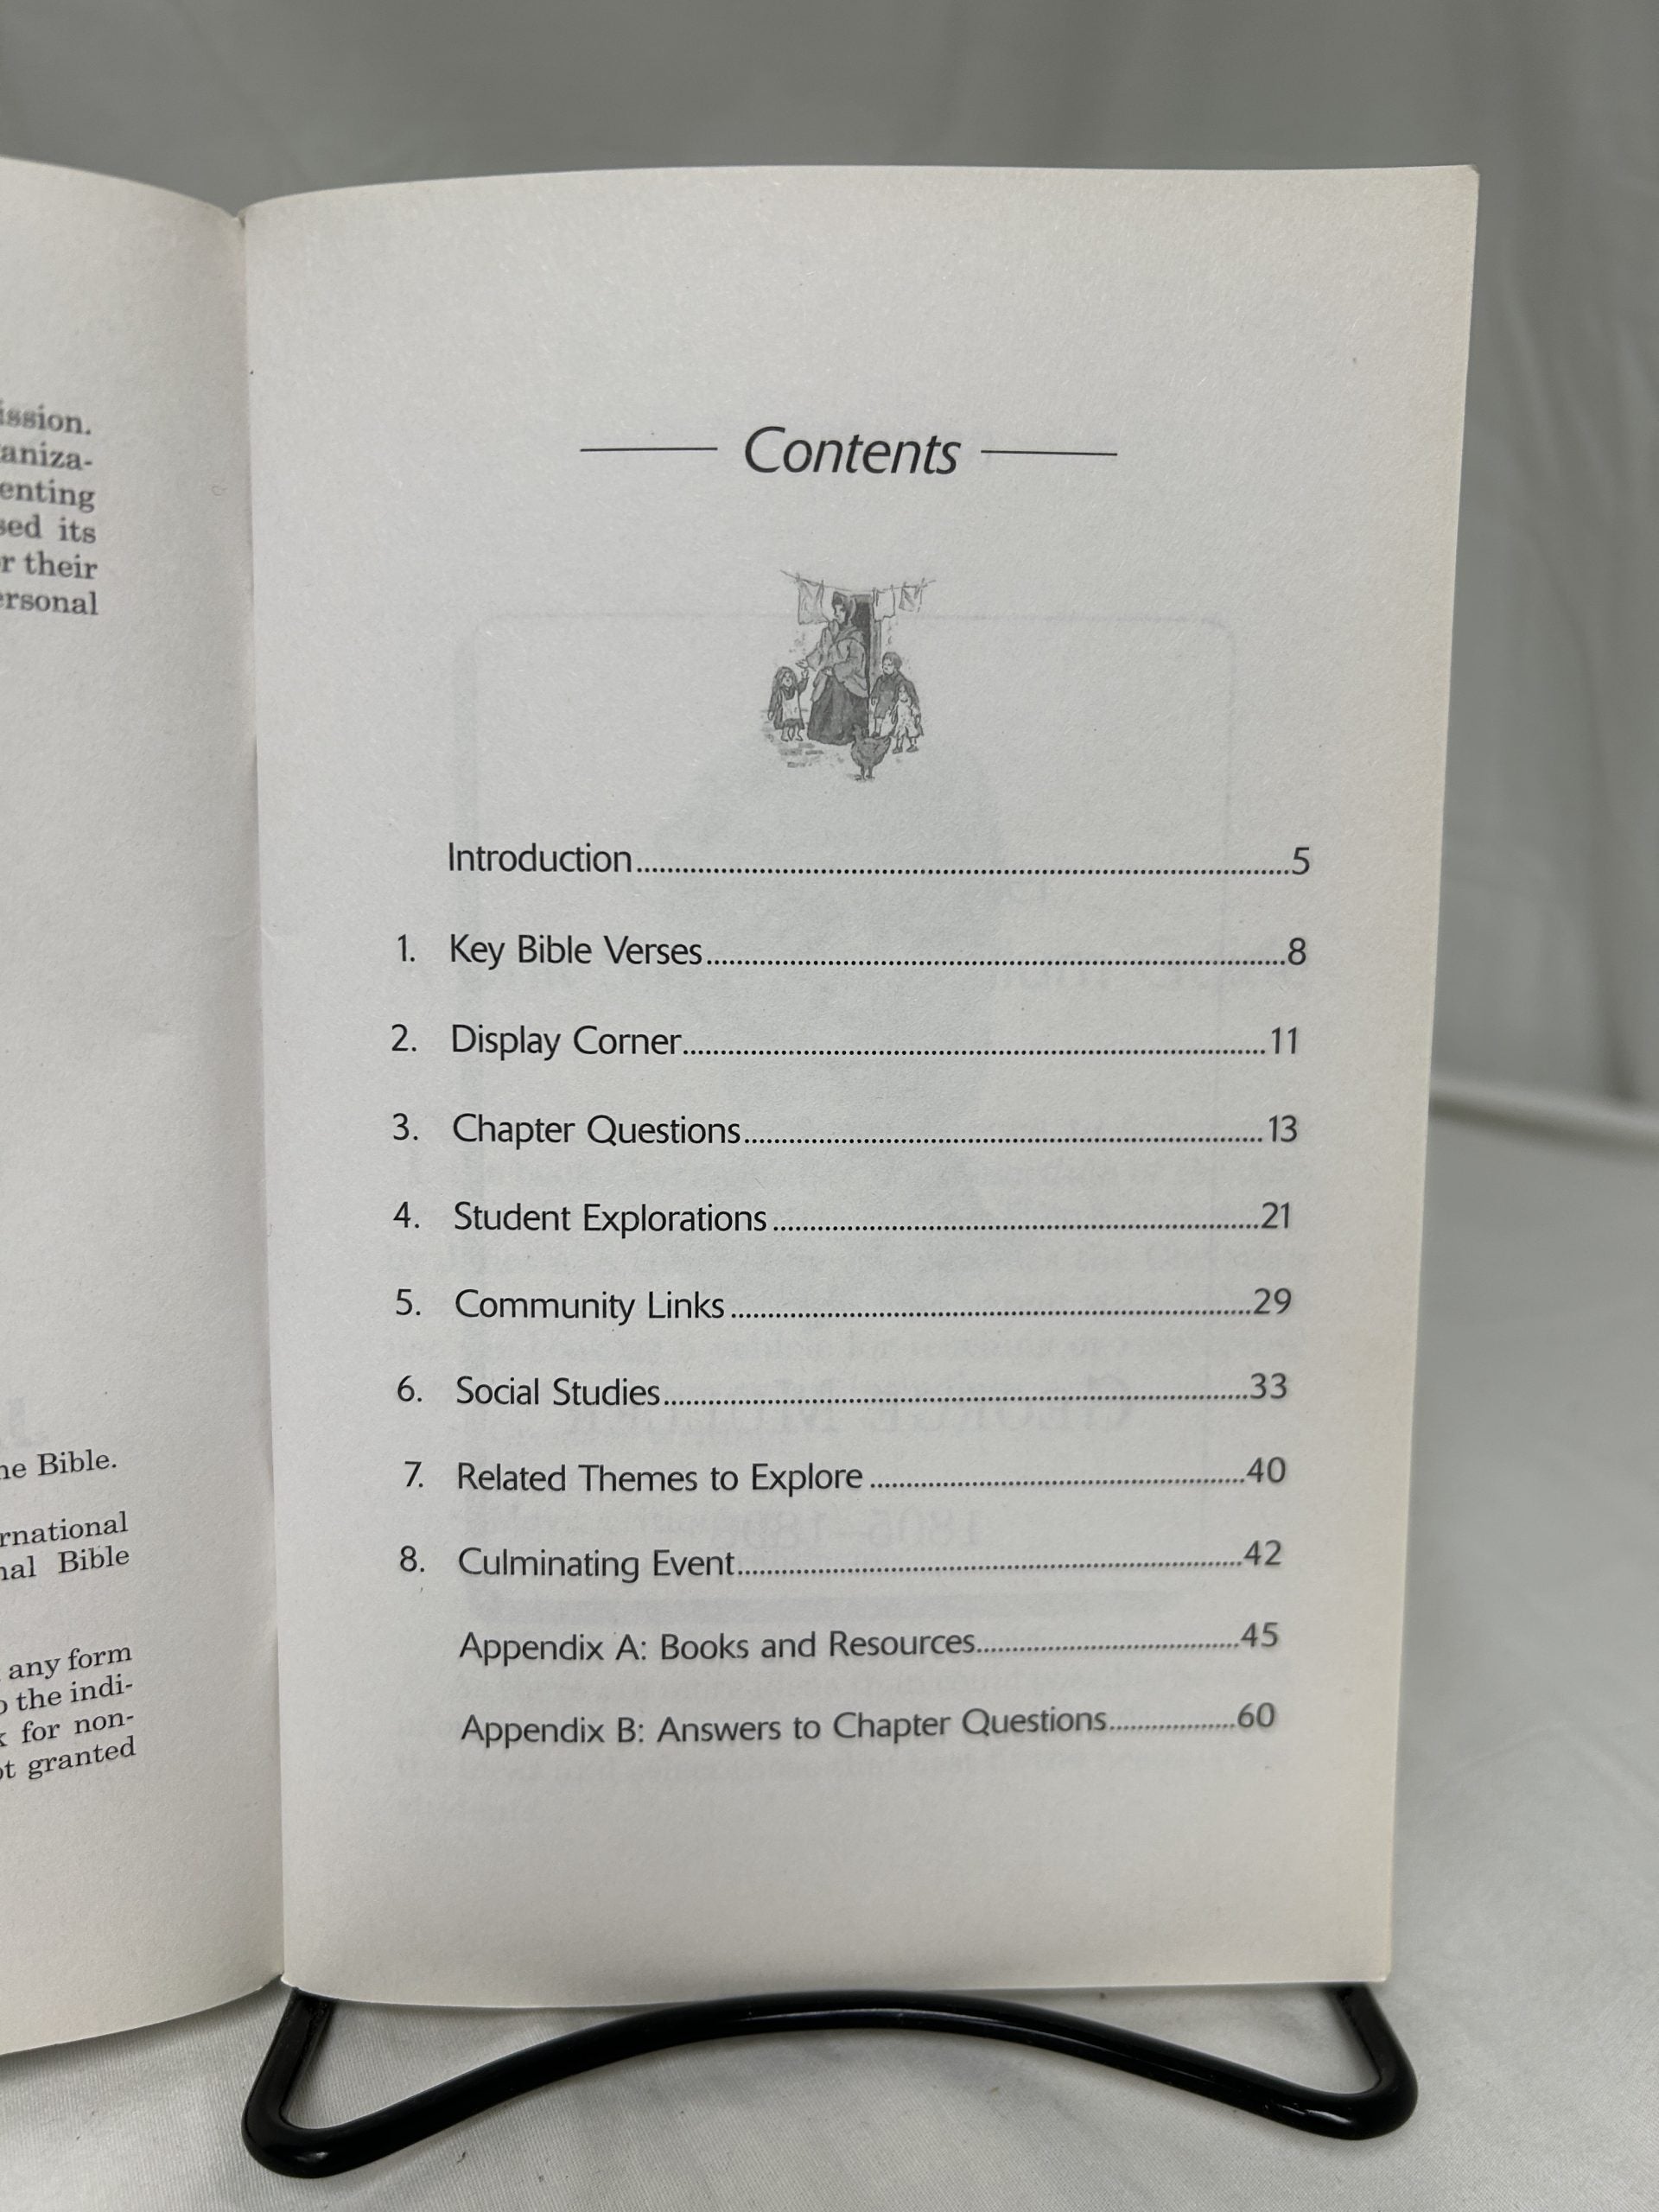 ission.
aniza-
enting
sed its
r their
ersonal
he Bible.
rnational
nal Bible
any form
o the indi-
k for non-
ot granted
Contents
Introduction.....5
1. Key Bible Verses.....8
2. Display Corner.....11
3. Chapter Questions.....13
4. Student Explorations.....21
5. Community Links.....29
6. Social Studies.....33
7. Related Themes to Explore.....40
8. Culminating Event.....42
Appendix A: Books and Resources.....45
Appendix B: Answers to Chapter Questions.....60